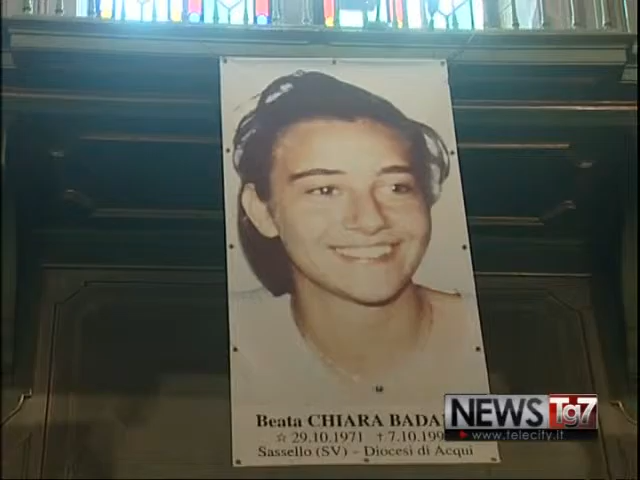 Beata CHIARA BADA
☆ 29.10.1971 † 7.10.199
Sassello (SV) - Diocesi di Acqui
NEWS Tg7
www.telecity.it